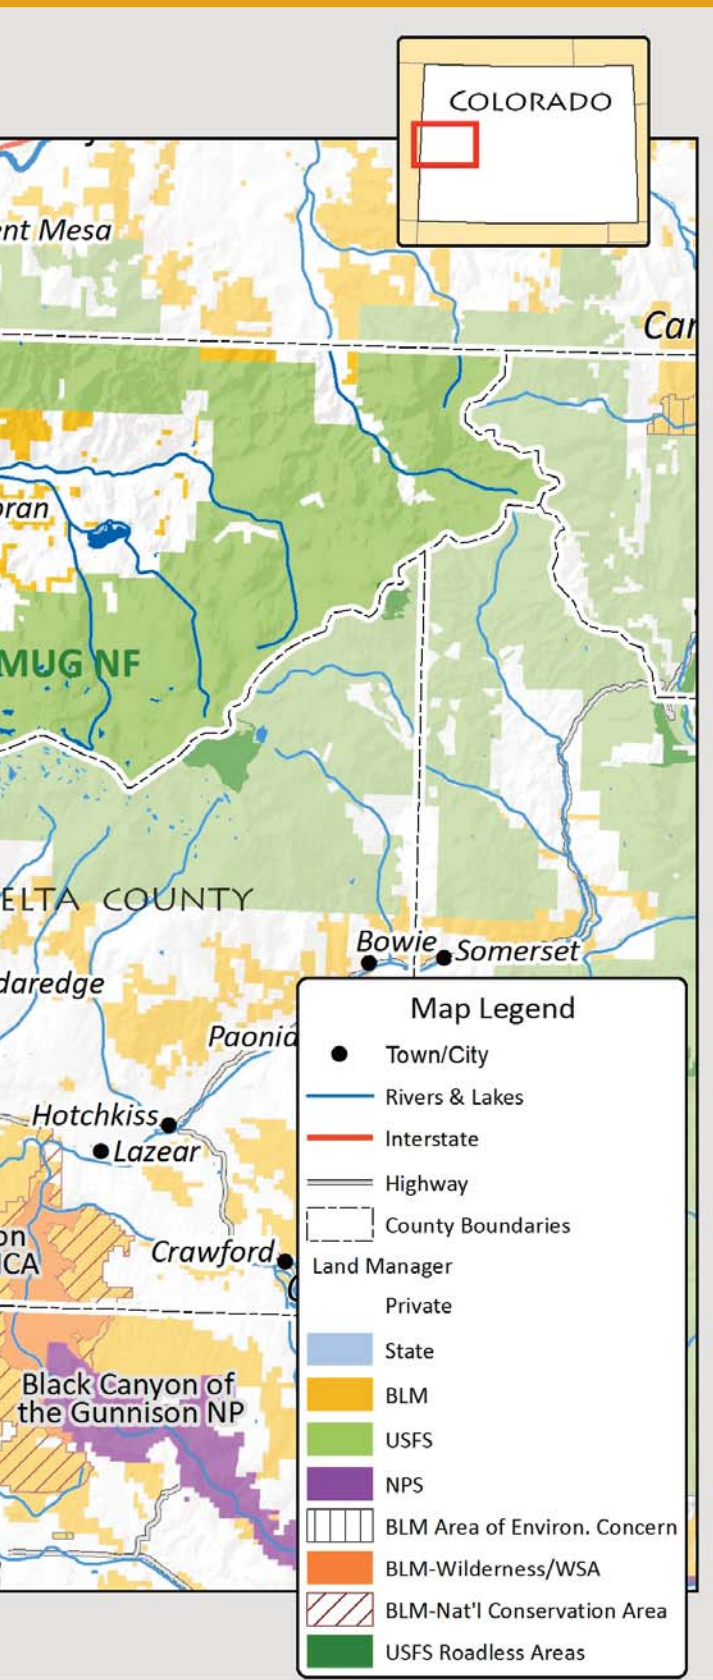 COLORADO
ent Mesa
Car
oran
MUG NF
ELTA COUNTY
Bowie
Somerset
daredge
Paonia
Hotchkiss
Lazear
on
ICA
Crawford
Black Canyon of
the Gunnison NP
Map Legend
Town/City
Rivers & Lakes
Interstate
Highway
County Boundaries
Land Manager
Private
State
BLM
USFS
NPS
BLM Area of Environ. Concern
BLM-Wilderness/WSA
BLM-Nat'l Conservation Area
USFS Roadless Areas